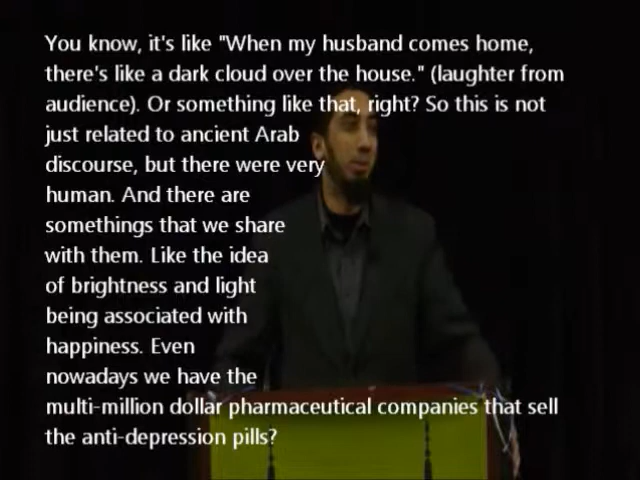 You know, it's like "When my husband comes home,
there's like a dark cloud over the house." (laughter from
audience). Or something like that, right? So this is not
just related to ancient Arab
discourse, but there were very
human. And there are
somethings that we share
with them. Like the idea
of brightness and light
being associated with
happiness. Even
nowadays we have the
multi-million dollar pharmaceutical companies that sell
the anti-depression pills?